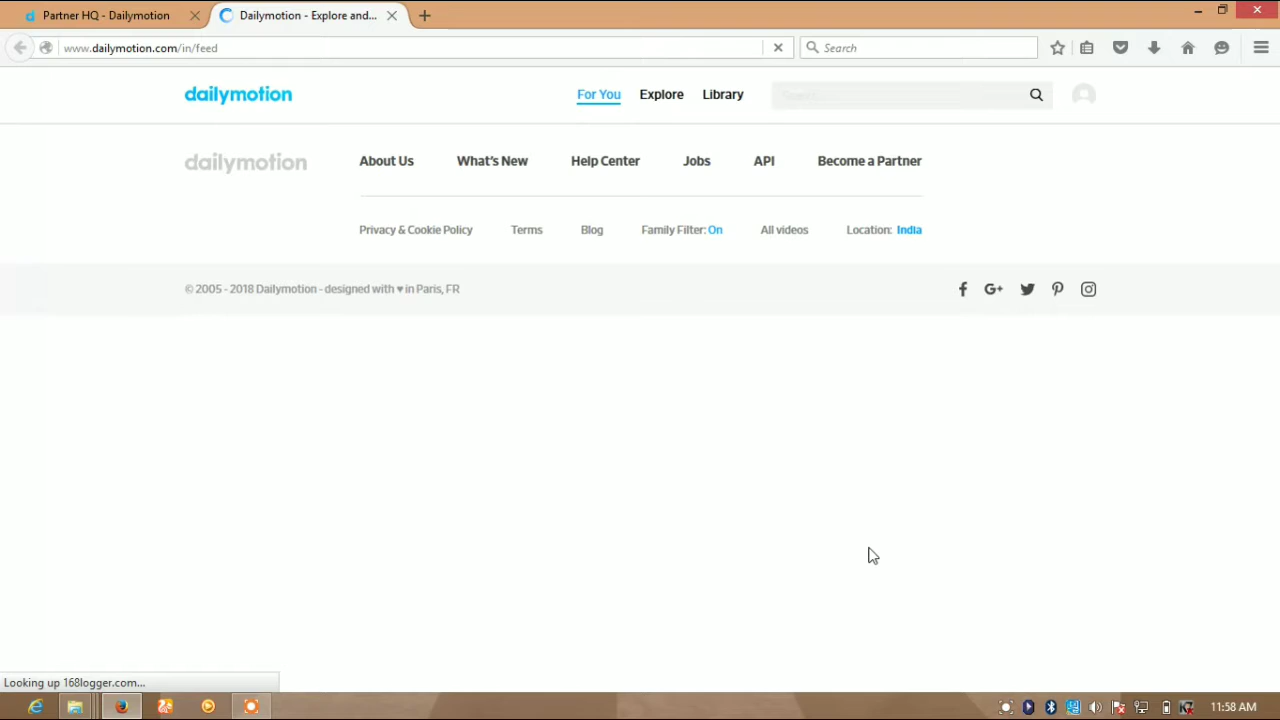 Partner HQ - Dailymotion
Dailymotion - Explore and...
www.dailymotion.com/in/feed
Search
dailymotion
For You Explore Library
Search...
dailymotion
About Us What's New Help Center Jobs API Become a Partner
Privacy & Cookie Policy Terms Blog Family Filter: On All videos Location: India
© 2005 - 2018 Dailymotion - designed with ♥ in Paris, FR
Looking up 168logger.com...
11:58 AM